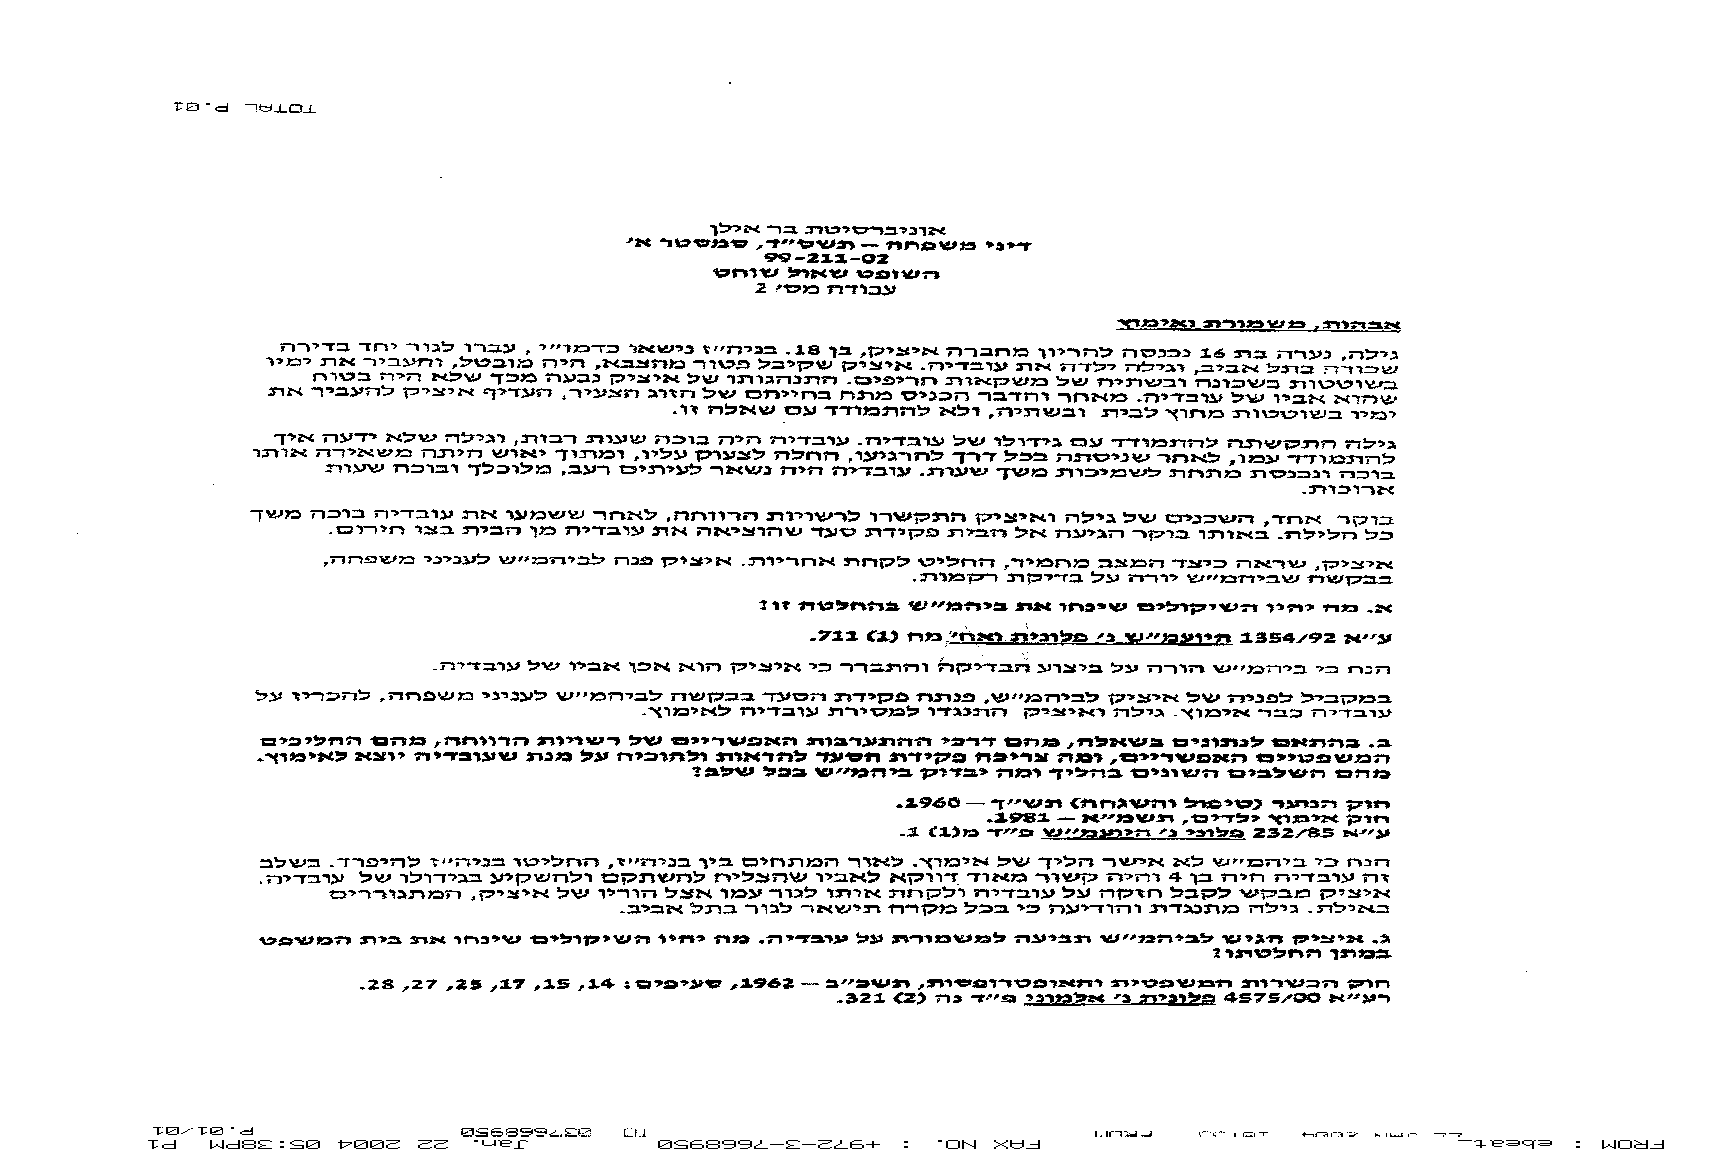 TOTAL P.01
אוניברסיטת בר אילן
דיני משפחה – תשס״ד, סמסטר א׳
99-211-02
השופט שאול שוחט
עבודה מס׳ 2
אבהות, משמורת ואימוץ
גילה, נערה בת 16 נכנסה להריון מחברה איציק, בן 18. בניה״ז נישאו כדמו״י , עברו לגור יחד בדירה
שכורה בתל אביב, וגילה ילדה את עובדיה. איציק שקיבל פטור מהצבא, היה מובטל, והעביר את ימיו
בשוטטות בשכונה ובשתיה של משקאות חריפים. התנהגותו של איציק נבעה מכך שלא היה בטוח
שהוא אביו של עובדיה. מאחר והדבר הכניס מתח בחייהם של הזוג הצעיר, העדיף איציק להעביר את
ימיו בשוטטות מחוץ לבית ובשתיה, ולא להתמודד עם שאלה זו.
גילה התקשתה להתמודד עם גידולו של עובדיה. עובדיה היה בוכה שעות רבות, וגילה שלא ידעה איך
להתמודד עמו, לאחר שניסתה בכל דרך להרגיעו, החלה לצעוק עליו, ומתוך יאוש היתה משאירה אותו
בוכה ונכנסת מתחת לשמיכות משך שעות. עובדיה היה נשאר לעיתים רעב, מלוכלך ובוכה שעות
ארוכות.
בוקר אחד, השכנים של גילה ואיציק התקשרו לרשויות הרווחה, לאחר ששמעו את עובדיה בוכה משך
כל הלילה. באותו בוקר הגיעה אל הבית פקידת סעד שהוציאה את עובדיה מן הבית בצו חירום.
איציק, שראה כיצד המצב מחמיר, החליט לקחת אחריות. איציק פנה לביהמ״ש לעניני משפחה,
בבקשה שביהמ״ש יורה על בדיקת רקמות.
א. מה יהיו השיקולים שינחו את ביהמ״ש בהחלטה זו?
ע״א 1354/92 היועמ״ש נ׳ פלונית ואח׳ מח (1) 711.
הנח כי ביהמ״ש הורה על ביצוע הבדיקה והתברר כי איציק הוא אכן אביו של עובדיה.
במקביל לפניה של איציק לביהמ״ש, פנתה פקידת הסעד בבקשה לביהמ״ש לעניני משפחה, להכריז על
עובדיה כבר אימוץ. גילה ואיציק התנגדו למסירת עובדיה לאימוץ.
ב. בהתאם לנתונים בשאלה, מהם דרכי ההתערבות האפשריים של רשויות הרווחה, מהם ההליכים
המשפטיים האפשריים, ומה צריכה פקידת הסעד להראות ולהוכיח על מנת שעובדיה יוצא לאימוץ.
מהם השלבים השונים בהליך ומה יבדוק ביהמ״ש בכל שלב?
חוק הנוער (טיפול והשגחה) תש״ך – 1960.
חוק אימוץ ילדים, תשמ״א – 1981.
ע״א 232/85 פלוני נ׳ היועמ״ש פ״ד מ(1) 1.
הנח כי ביהמ״ש לא אישר הליך של אימוץ. לאור המתחים בין בניה״ז, החליטו בניה״ז להיפרד. בשלב
זה עובדיה היה בן 4 והיה קשור מאוד דווקא לאביו שהצליח להשתקם ולהשקיע בגידולו של עובדיה.
איציק מבקש לקבל חזקה על עובדיה ולקחת אותו לגור עמו אצל הוריו של איציק, המתגוררים
באילת. גילה מתנגדת והודיעה כי בכל מקרה תישאר לגור בתל אביב.
ג. איציק הגיש לביהמ״ש תביעה למשמורת על עובדיה. מה יהיו השיקולים שינחו את בית המשפט
במתן החלטתו?
חוק הכשרות המשפטית והאפוטרופסות, תשכ״ב – 1962, סעיפים: 14, 15, 17, 25, 27, 28.
רע״א 4575/00 פלונית נ׳ אלמוני פ״ד נה (2) 321.
TO 037668950 P.01/01
FROM : ebeat FAX NO. : +972-3-7668950 Jan. 22 2004 05:38PM P1